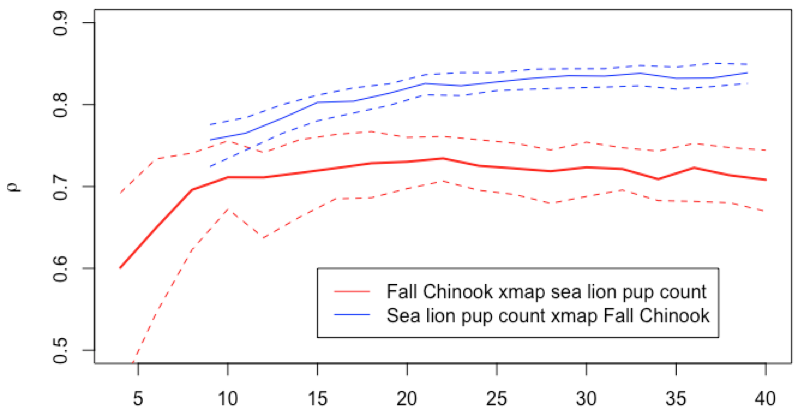 0.9
0.8
0.7
0.6
0.5
ρ
Fall Chinook xmap sea lion pup count
Sea lion pup count xmap Fall Chinook
5 10 15 20 25 30 35 40